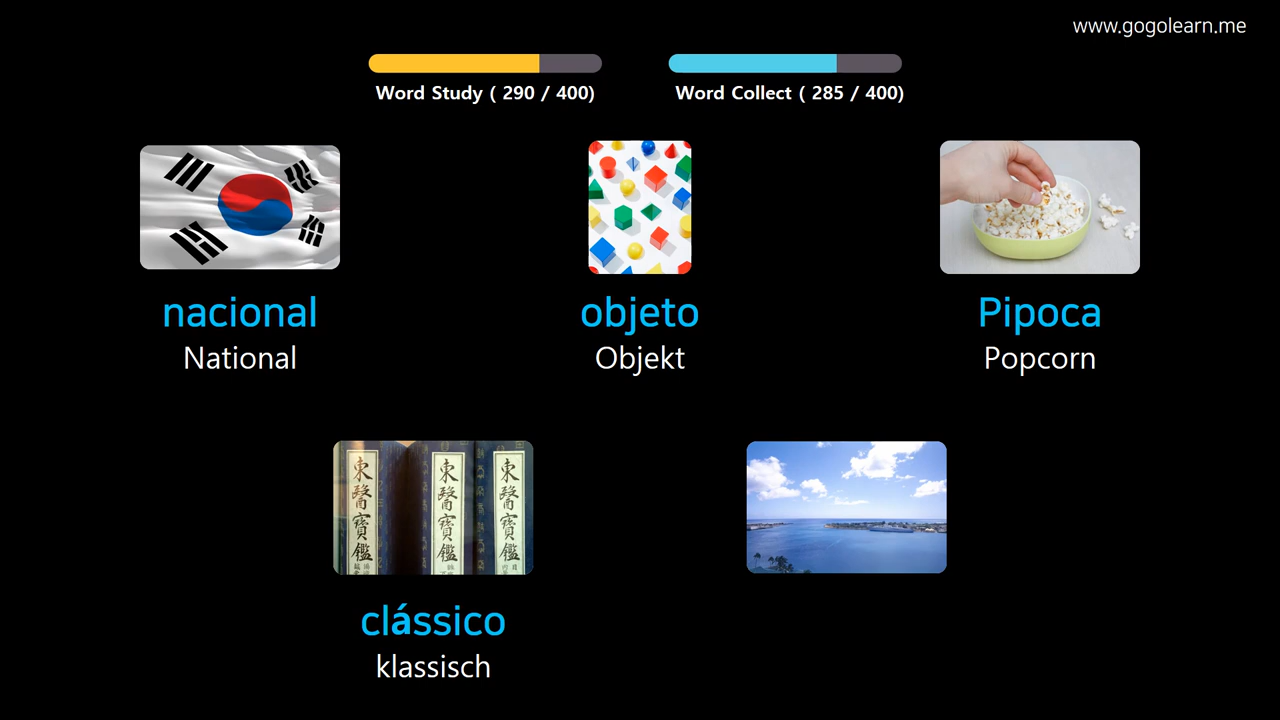 www.gogolearn.me
Word Study ( 290 / 400)
Word Collect ( 285 / 400)
nacional
National
objeto
Objekt
Pipoca
Popcorn
東醫寶鑑
東醫寶鑑
東醫寶鑑
clássico
klassisch